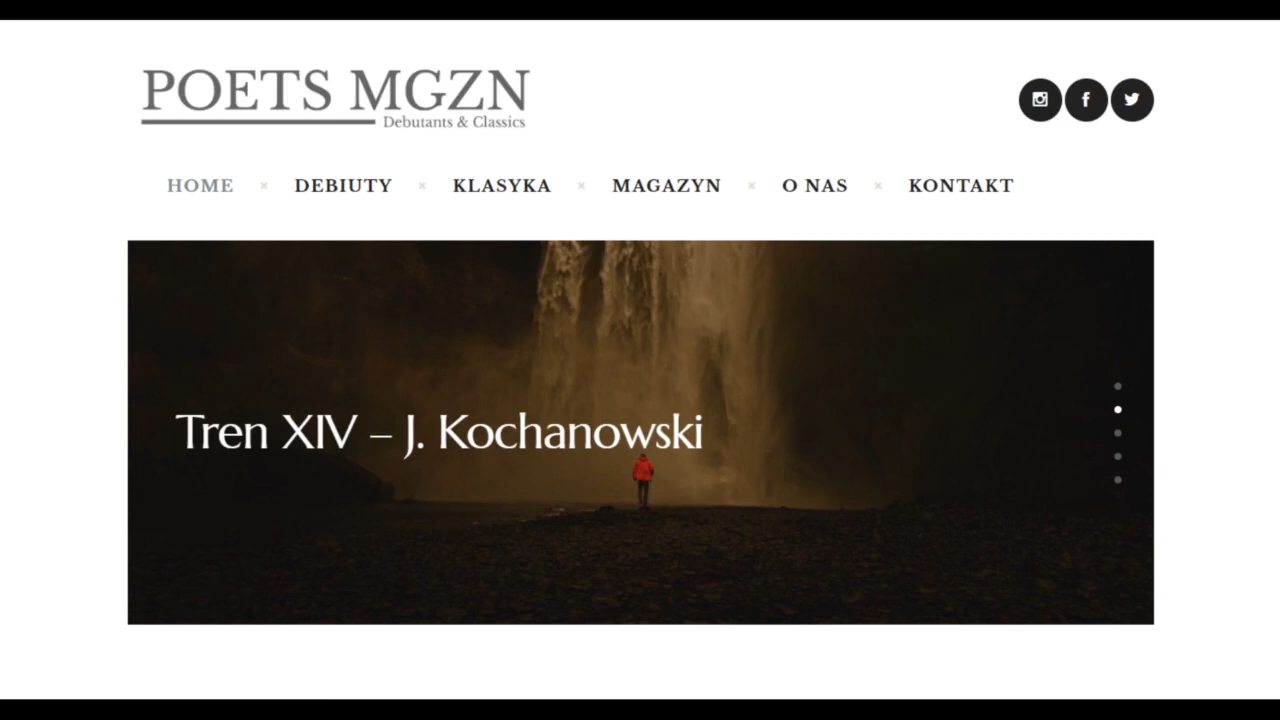 POETS MGZN
Debutants & Classics
HOME
DEBIUTY
KLASYKA
MAGAZYN
O NAS
KONTAKT
Tren XIV – J. Kochanowski